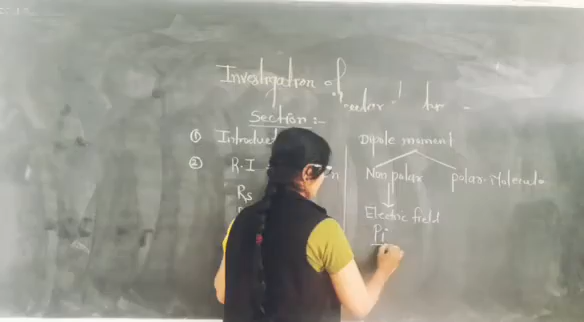 Investigation of
Section :-
① Introduct
② R.I n
Rs
Dipole moment
Non polar polar-Molecule
Electric field
Pi